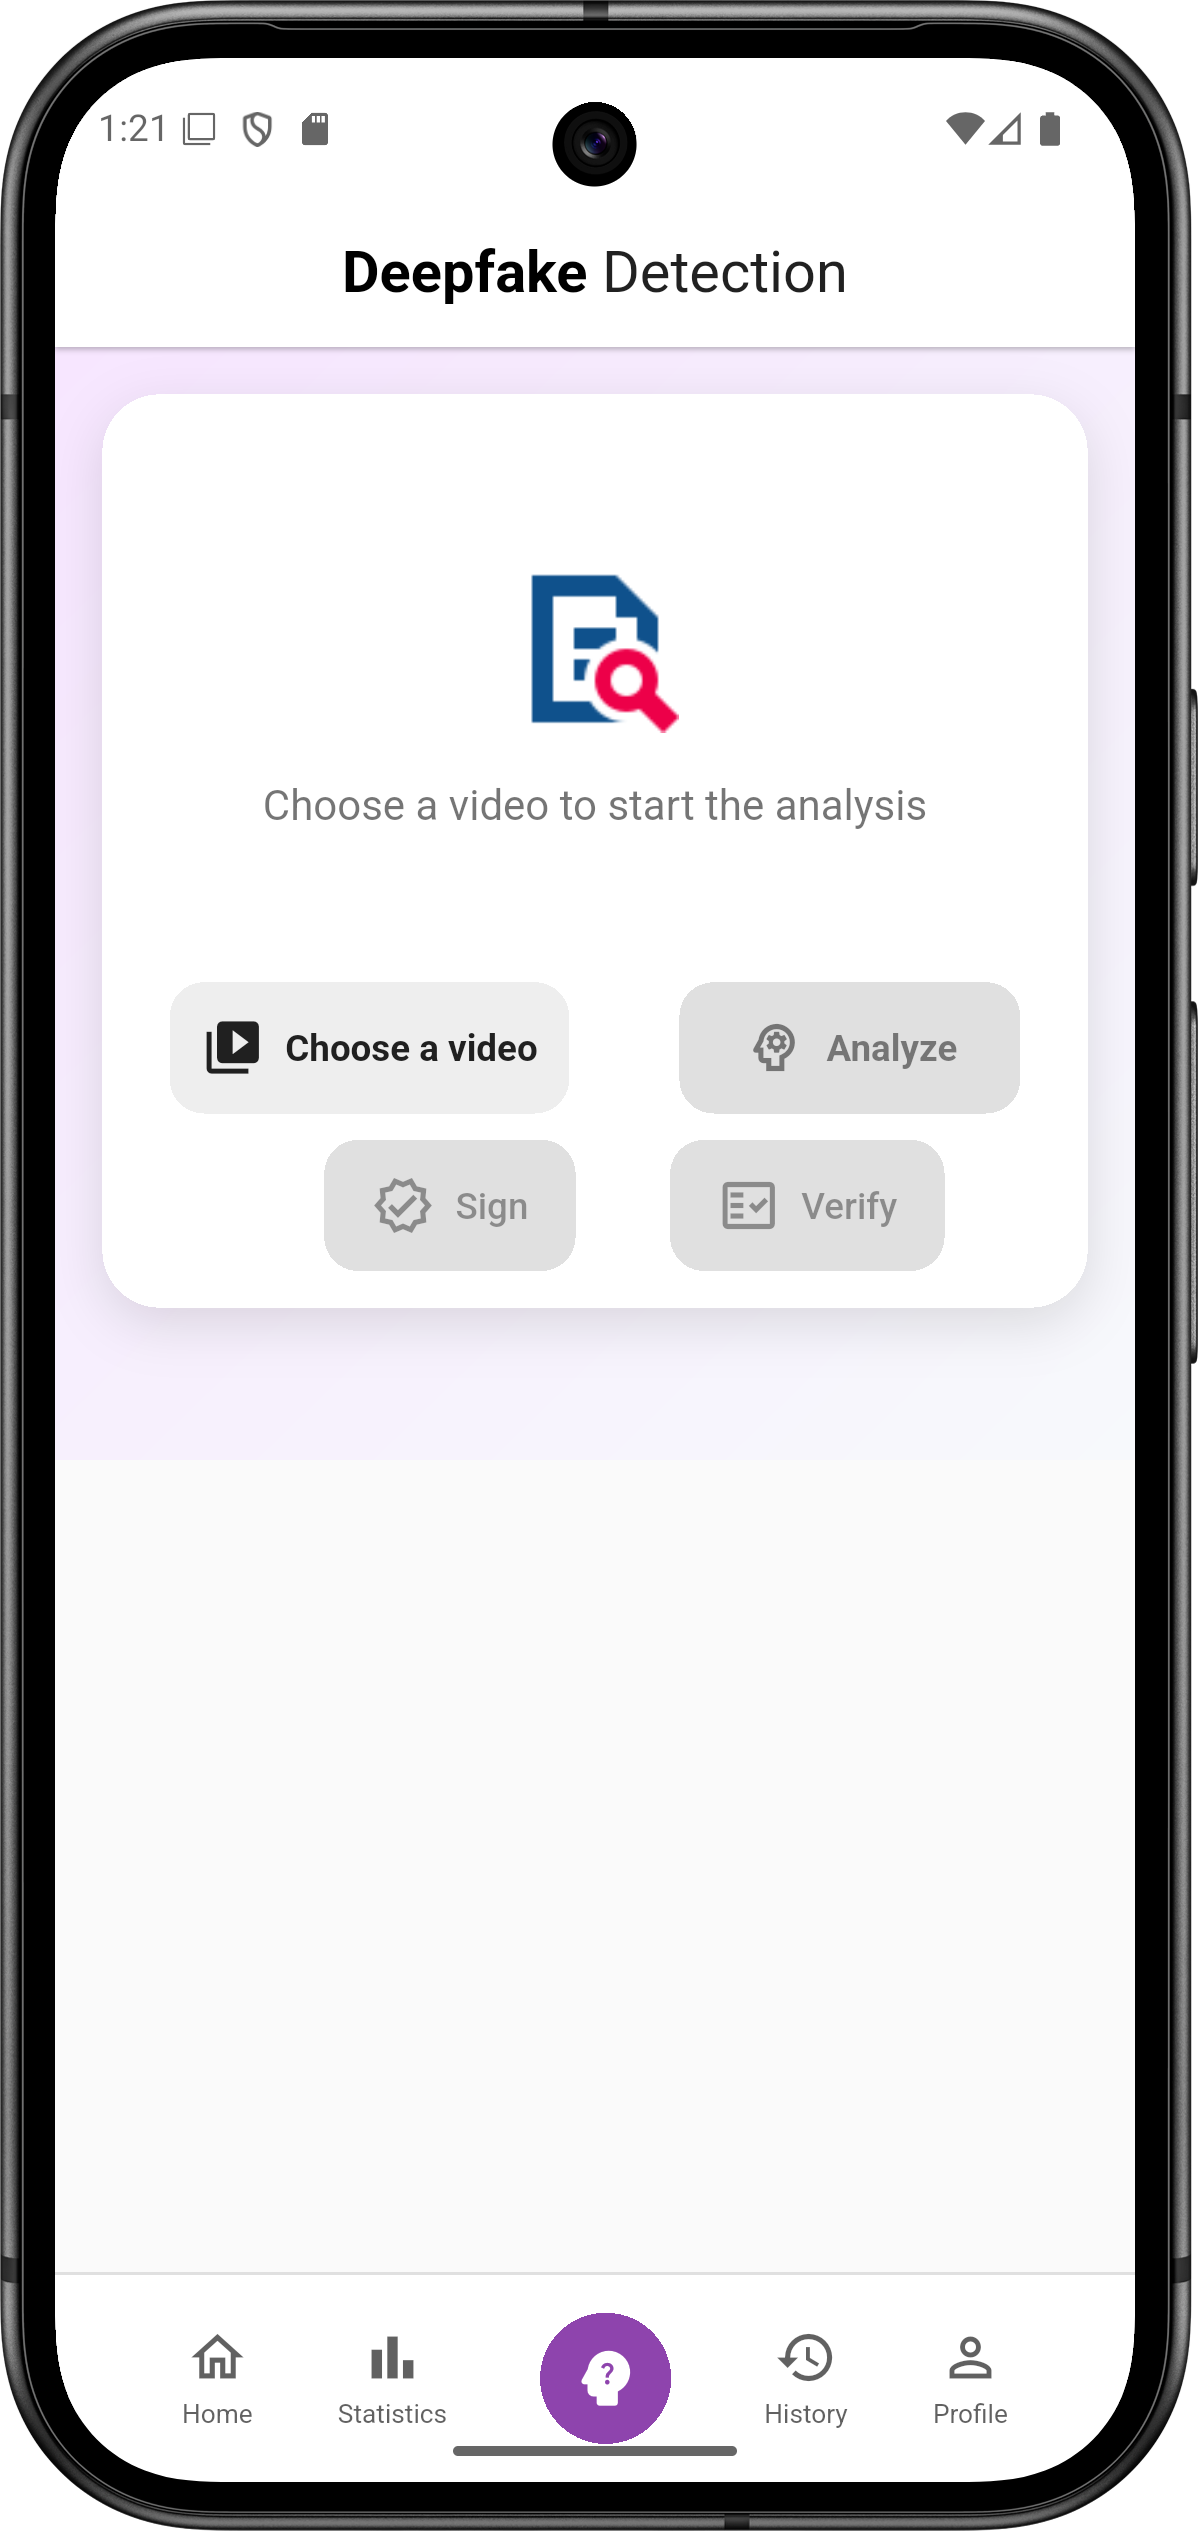 1:21
Deepfake Detection
Choose a video to start the analysis
Choose a video
Analyze
Sign
Verify
?
Home
Statistics
History
Profile